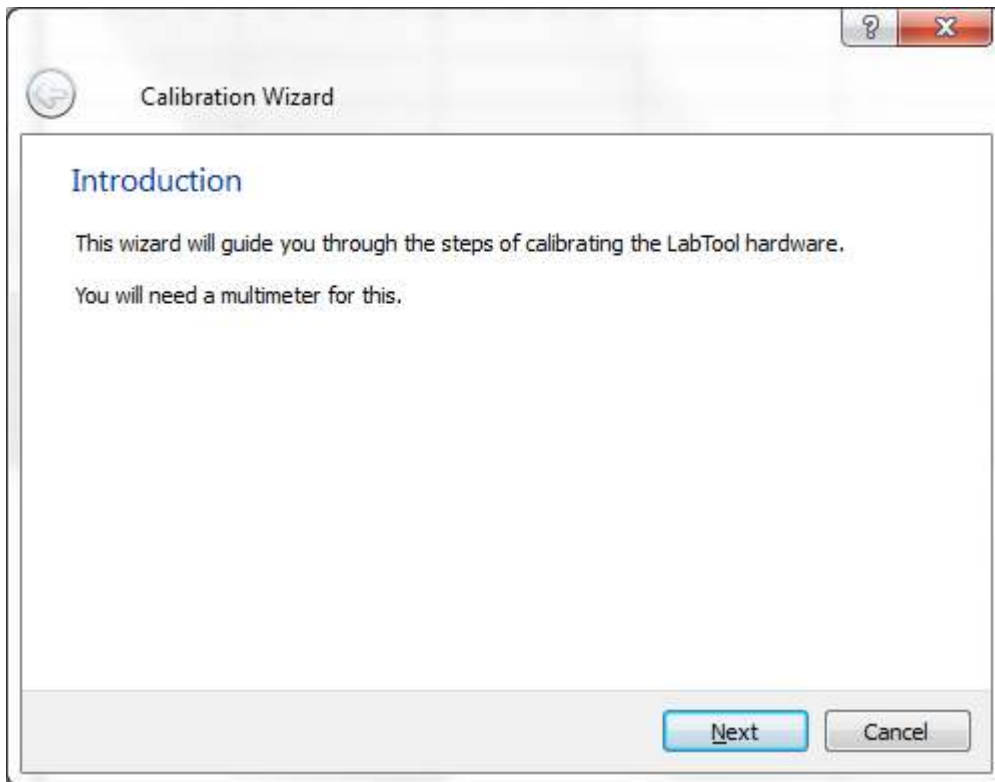 Calibration Wizard
Introduction
This wizard will guide you through the steps of calibrating the LabTool hardware.
You will need a multimeter for this.
Next Cancel